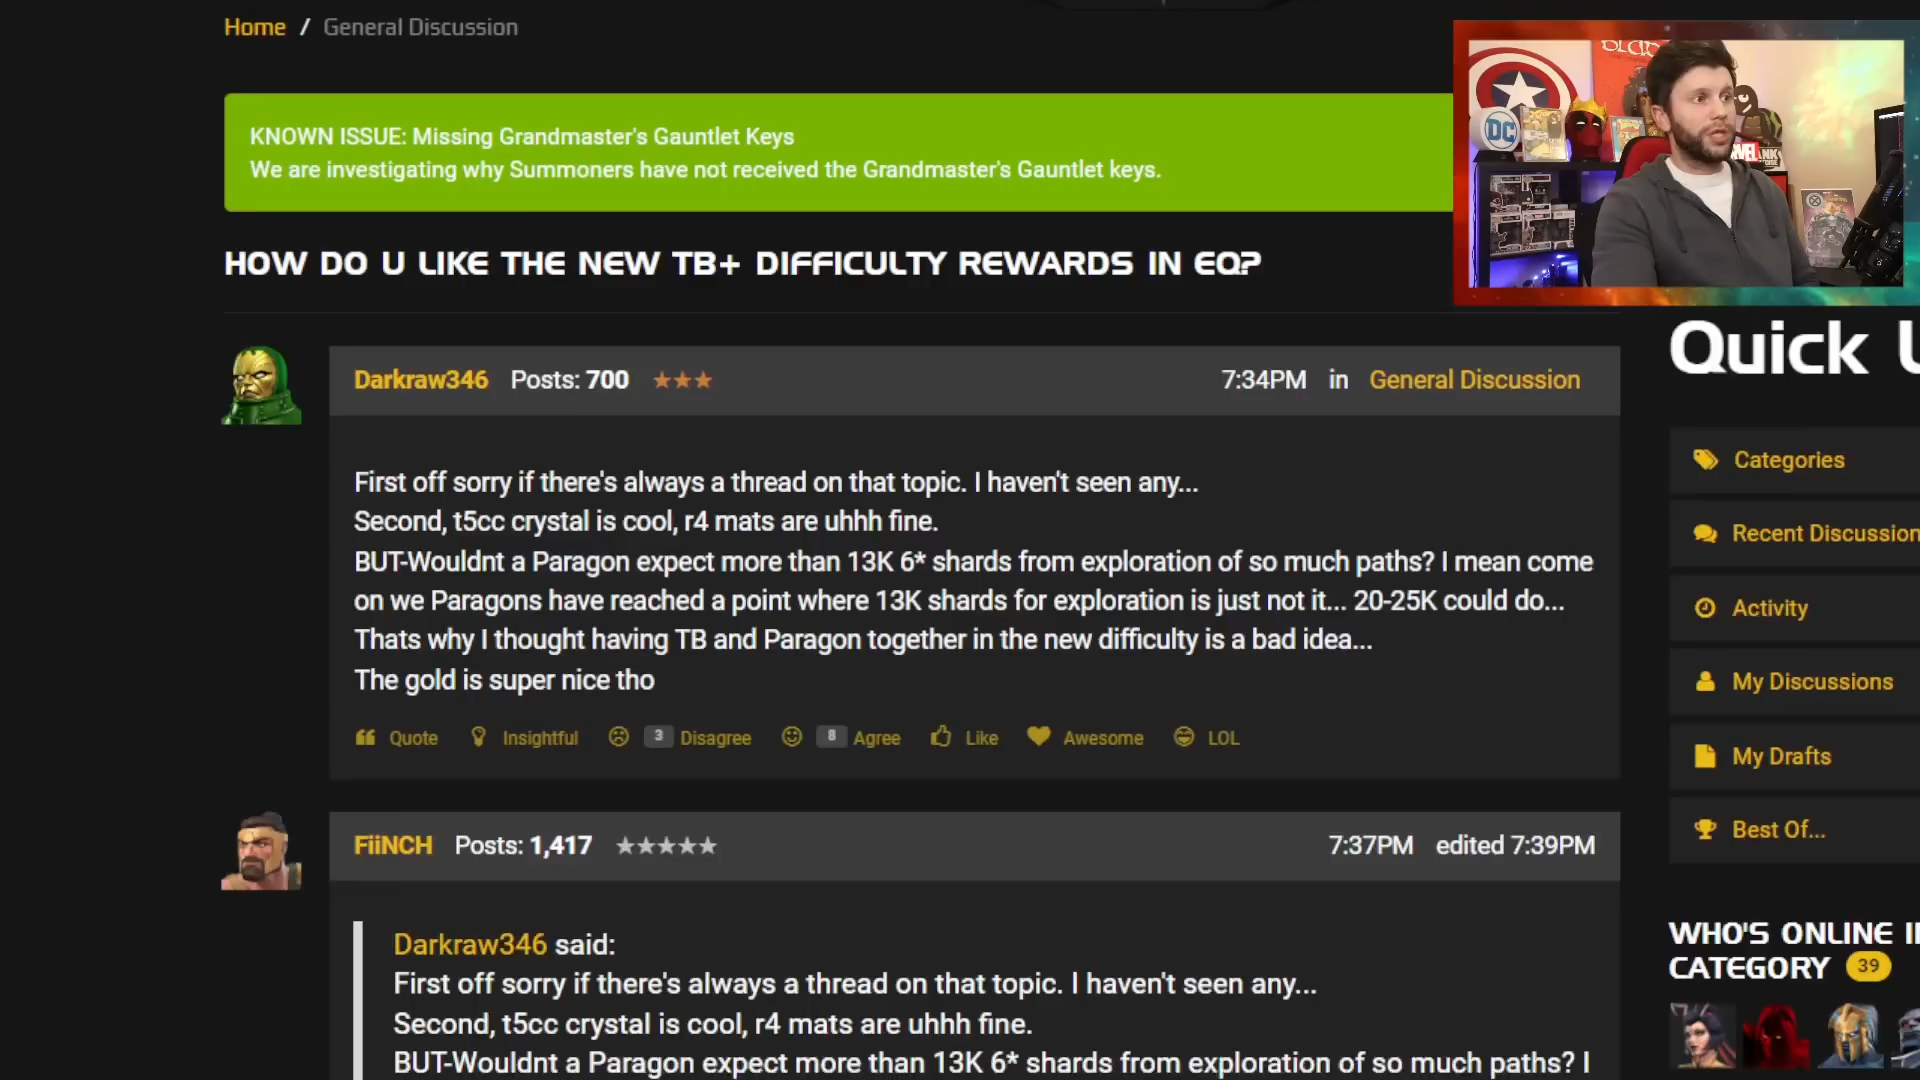 Home / General Discussion
KNOWN ISSUE: Missing Grandmaster's Gauntlet Keys
We are investigating why Summoners have not received the Grandmaster's Gauntlet keys.
HOW DO U LIKE THE NEW TB+ DIFFICULTY REWARDS IN EQ?
DC
Quick
Darkraw346 Posts: 700 ★★★ 7:34PM in General Discussion
First off sorry if there's always a thread on that topic. I haven't seen any...
Second, t5cc crystal is cool, r4 mats are uhhh fine.
BUT-Wouldnt a Paragon expect more than 13K 6* shards from exploration of so much paths? I mean come
on we Paragons have reached a point where 13K shards for exploration is just not it... 20-25K could do...
Thats why I thought having TB and Paragon together in the new difficulty is a bad idea...
The gold is super nice tho
Quote Insightful 3 Disagree 8 Agree Like Awesome LOL
FiiNCH Posts: 1,417 ★★★★★ 7:37PM edited 7:39PM
Darkraw346 said:
First off sorry if there's always a thread on that topic. I haven't seen any...
Second, t5cc crystal is cool, r4 mats are uhhh fine.
BUT-Wouldnt a Paragon expect more than 13K 6* shards from exploration of so much paths? I
Categories
Recent Discussion
Activity
My Discussions
My Drafts
Best Of...
WHO'S ONLINE I
CATEGORY 39